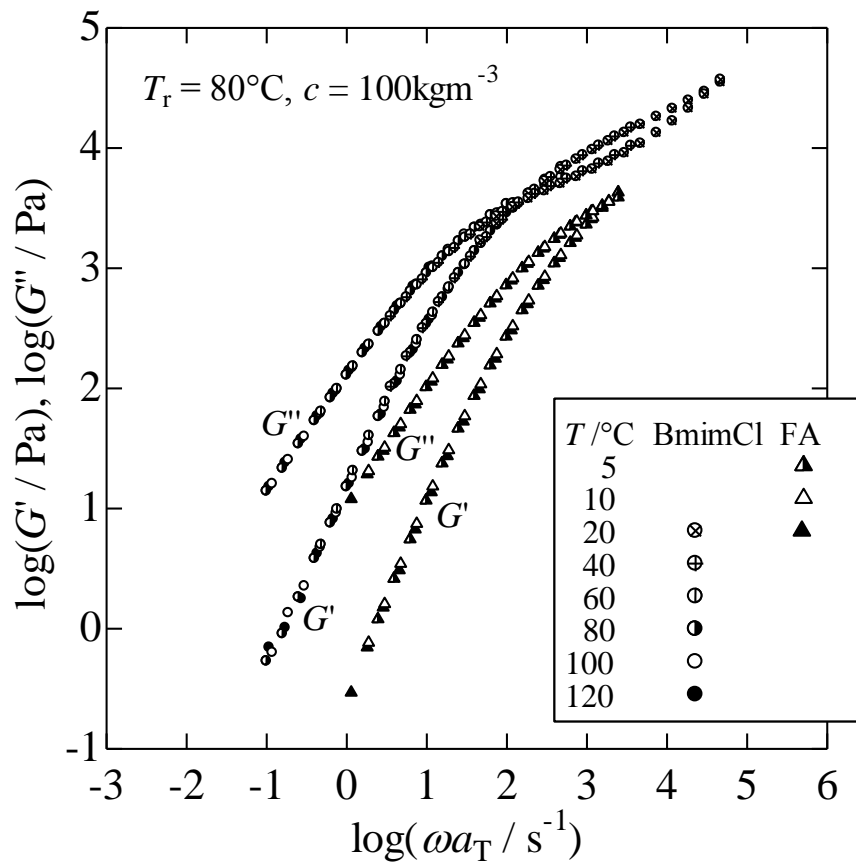 5
4
3
2
1
0
-1
log(G' / Pa), log(G'' / Pa)
T_r = 80°C, c = 100kgm^-3
G''
G''
G'
G'
T /°C BmimCl FA
5
10
20
40
60
80
100
120
-3 -2 -1 0 1 2 3 4 5 6
log(ωa_T / s^-1)